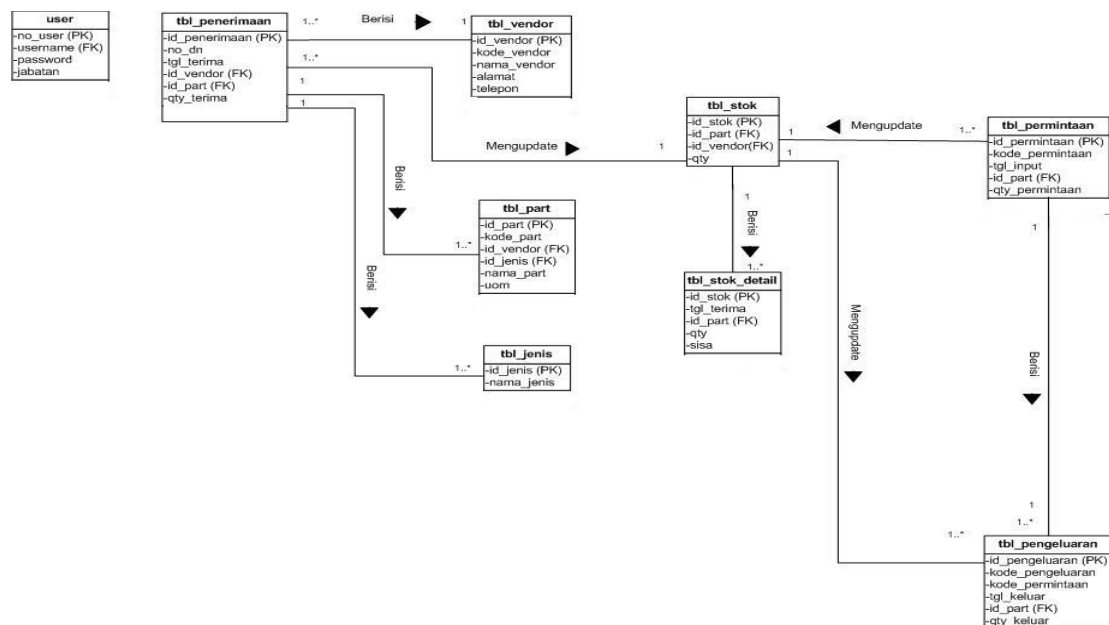 user
-no_user (PK)
-username (FK)
-password
-jabatan
tbl_penerimaan
-id_penerimaan (PK)
-no_dn
-tgl_terima
-id_vendor (FK)
-id_part (FK)
-qty_terima
1..*
Berisi
1
1..*
1
1
tbl_vendor
-id_vendor (PK)
-kode_vendor
-nama_vendor
-alamat
-telepon
Mengupdate
1
Berisi
1..*
tbl_part
-id_part (PK)
-kode_part
-id_vendor (FK)
-id_jenis (FK)
-nama_part
-uom
Berisi
1..*
tbl_jenis
-id_jenis (PK)
-nama_jenis
tbl_stok
-id_stok (PK)
-id_part (FK)
-id_vendor(FK)
-qty
1
Mengupdate
1..*
1
1
Berisi
1..*
tbl_stok_detail
-id_stok (PK)
-tgl_terima
-id_part (FK)
-qty
-sisa
Mengupdate
1..*
tbl_permintaan
-id_permintaan (PK)
-kode_permintaan
-tgl_input
-id_part (FK)
-qty_permintaan
1
Berisi
1
1..*
tbl_pengeluaran
-id_pengeluaran (PK)
-kode_pengeluaran
-kode_permintaan
-tgl_keluar
-id_part (FK)
-qty_keluar